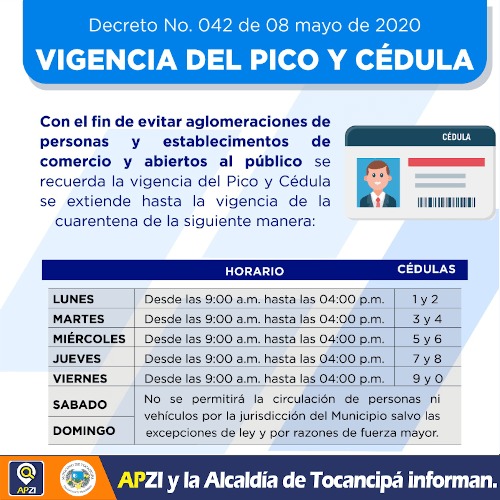 Decreto No. 042 de 08 mayo de 2020
VIGENCIA DEL PICO Y CÉDULA
Con el fin de evitar aglomeraciones de
personas y establecimentos de
comercio y abiertos al público se
recuerda la vigencia del Pico y Cédula
se extiende hasta la vigencia de la
cuarentena de la siguiente manera:
CÉDULA
HORARIO CÉDULAS
LUNES Desde las 9:00 a.m. hasta las 04:00 p.m. 1 y 2
MARTES Desde las 9:00 a.m. hasta las 04:00 p.m. 3 y 4
MIÉRCOLES Desde las 9:00 a.m. hasta las 04:00 p.m. 5 y 6
JUEVES Desde las 9:00 a.m. hasta las 04:00 p.m. 7 y 8
VIERNES Desde las 9:00 a.m. hasta las 04:00 p.m. 9 y 0
SABADO
DOMINGO
No se permitirá la circulación de personas ni
vehículos por la jurisdicción del Municipio salvo las
excepciones de ley y por razones de fuerza mayor.
APZI
APZI y la Alcaldía de Tocancipá informan.